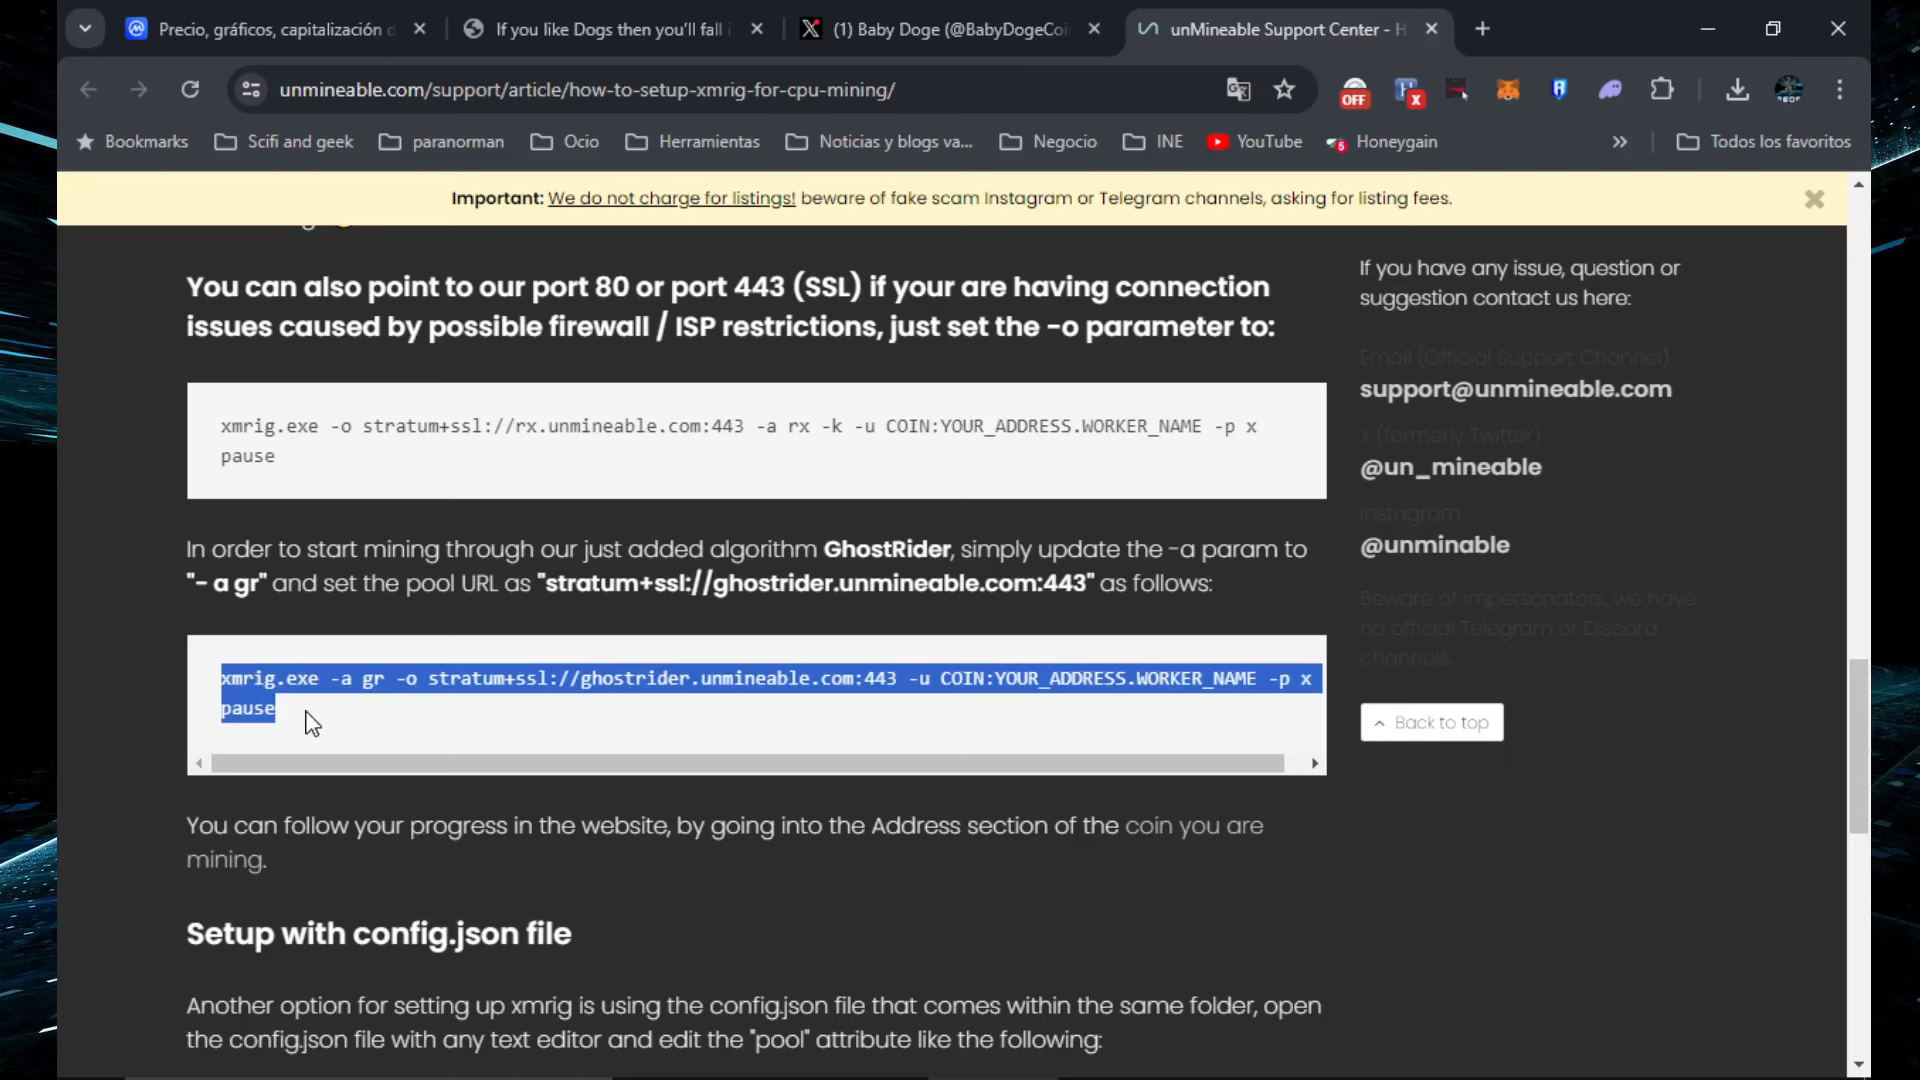 Precio, gráficos, capitalización d
If you like Dogs then you'll fall i
(1) Baby Doge (@BabyDogeCoi
unMineable Support Center - H
unmineable.com/support/article/how-to-setup-xmrig-for-cpu-mining/
OFF
Bookmarks
Scifi and geek
paranorman
Ocio
Herramientas
Noticias y blogs va...
Negocio
INE
YouTube
5
Honeygain
Todos los favoritos
Important: We do not charge for listings! beware of fake scam Instagram or Telegram channels, asking for listing fees.
You can also point to our port 80 or port 443 (SSL) if your are having connection
issues caused by possible firewall / ISP restrictions, just set the -o parameter to:
xmrig.exe -o stratum+ssl://rx.unmineable.com:443 -a rx -k -u COIN:YOUR_ADDRESS.WORKER_NAME -p x
pause
In order to start mining through our just added algorithm GhostRider, simply update the -a param to
"- a gr" and set the pool URL as "stratum+ssl://ghostrider.unmineable.com:443" as follows:
xmrig.exe -a gr -o stratum+ssl://ghostrider.unmineable.com:443 -u COIN:YOUR_ADDRESS.WORKER_NAME -p x
pause
You can follow your progress in the website, by going into the Address section of the coin you are
mining.
Setup with config.json file
Another option for setting up xmrig is using the config.json file that comes within the same folder, open
the config.json file with any text editor and edit the "pool" attribute like the following:
If you have any issue, question or
suggestion contact us here:
Email (Official Support Channel)
support@unmineable.com
X (formerly Twitter)
@un_mineable
Instagram
@unminable
Beware of impersonators, we have
no official Telegram or Discord
channels.
Back to top